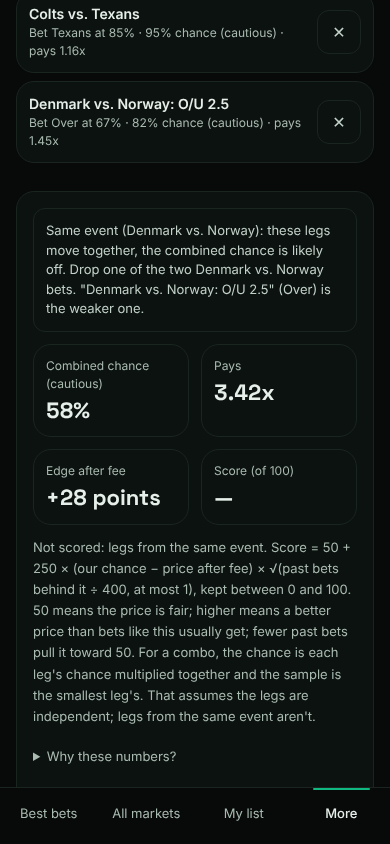 Colts vs. Texans
Bet Texans at 85% · 95% chance (cautious) ·
pays 1.16x
Denmark vs. Norway: O/U 2.5
Bet Over at 67% · 82% chance (cautious) · pays
1.45x
Same event (Denmark vs. Norway): these legs
move together, the combined chance is likely
off. Drop one of the two Denmark vs. Norway
bets. "Denmark vs. Norway: O/U 2.5" (Over) is
the weaker one.
Combined chance
(cautious)
58%
Pays
3.42x
Edge after fee
+28 points
Score (of 100)
—
Not scored: legs from the same event. Score = 50 +
250 × (our chance − price after fee) × √(past bets
behind it ÷ 400, at most 1), kept between 0 and 100.
50 means the price is fair; higher means a better
price than bets like this usually get; fewer past bets
pull it toward 50. For a combo, the chance is each
leg's chance multiplied together and the sample is
the smallest leg's. That assumes the legs are
independent; legs from the same event aren't.
Why these numbers?
Best bets
All markets
My list
More